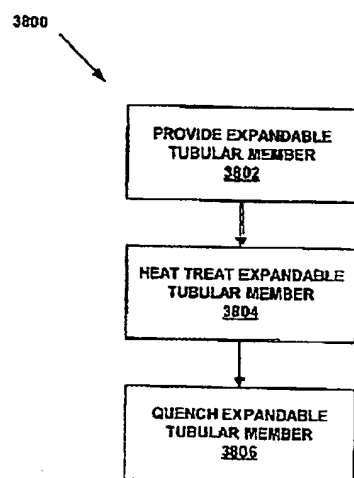 3800
PROVIDE EXPANDABLE
TUBULAR MEMBER
3802
HEAT TREAT EXPANDABLE
TUBULAR MEMBER
3804
QUENCH EXPANDABLE
TUBULAR MEMBER
3806